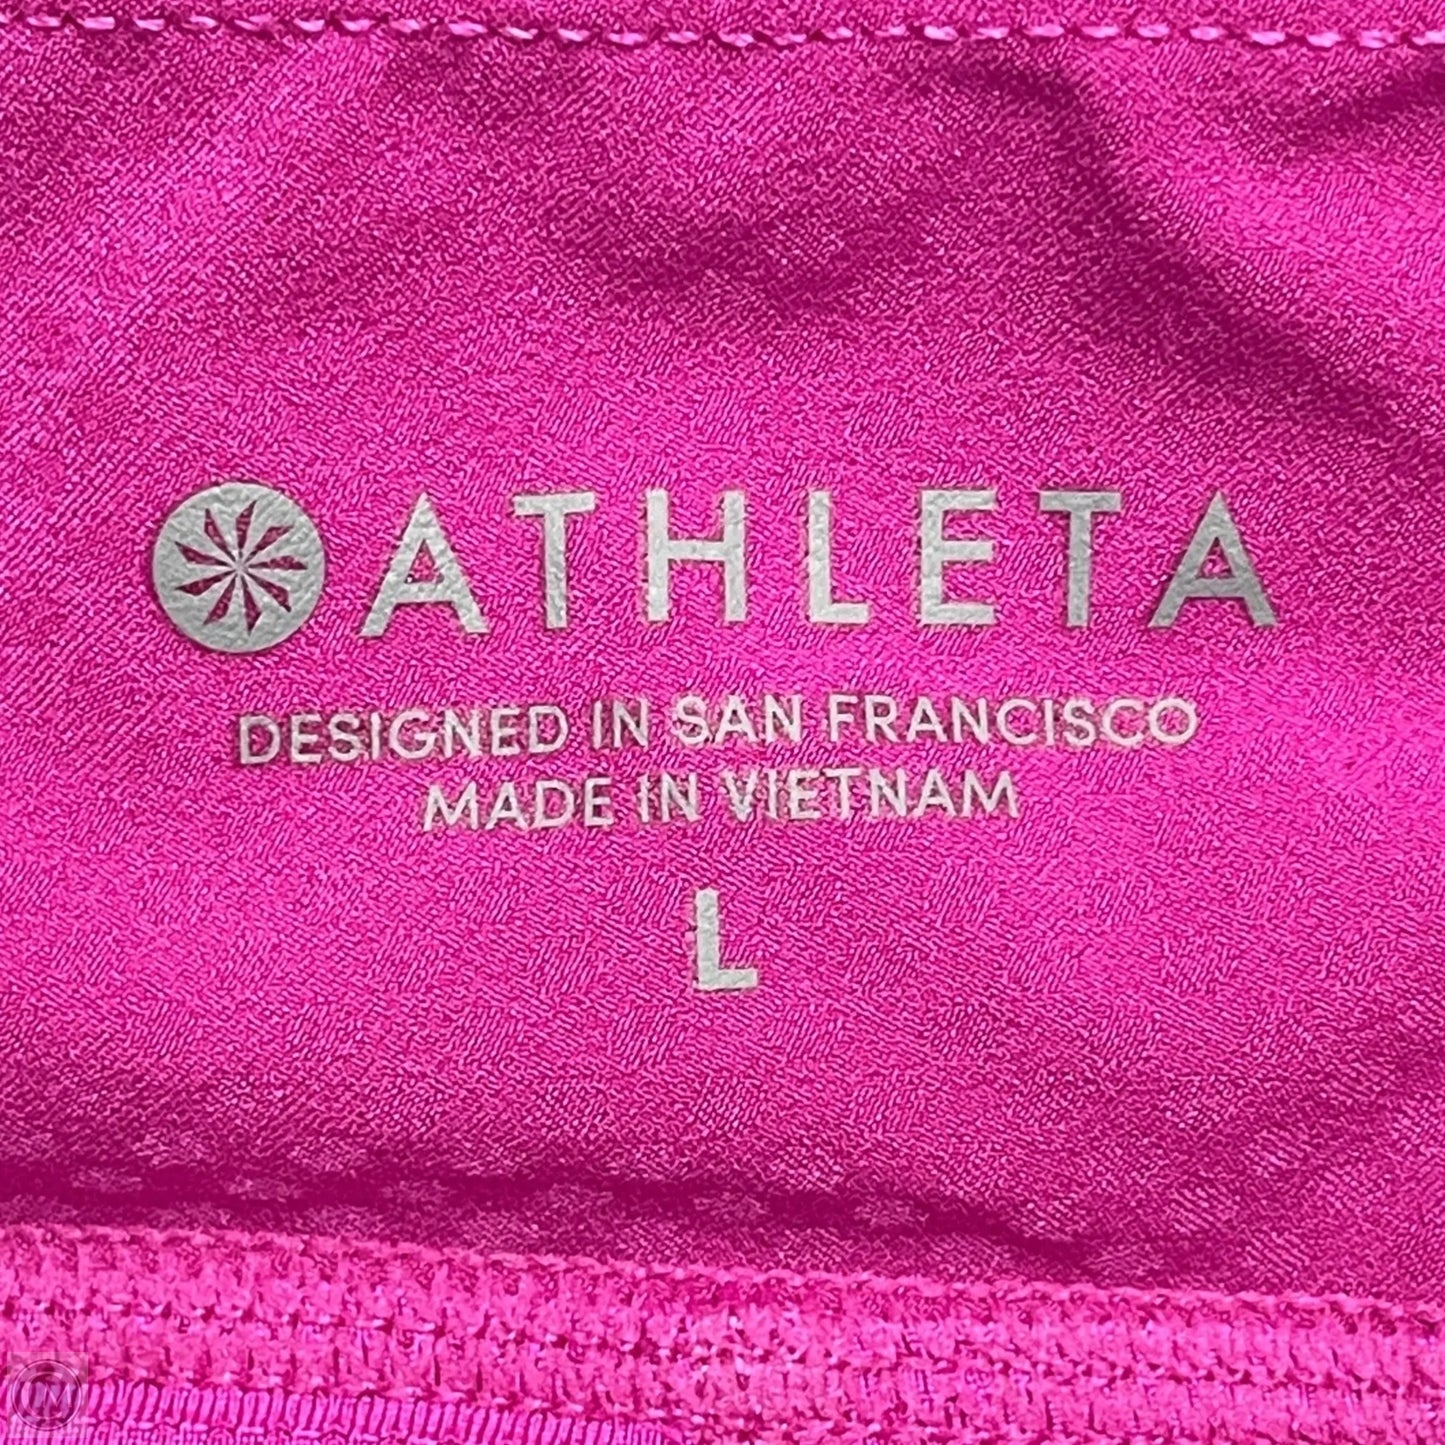 ATHLETA
DESIGNED IN SAN FRANCISCO
MADE IN VIETNAM
L